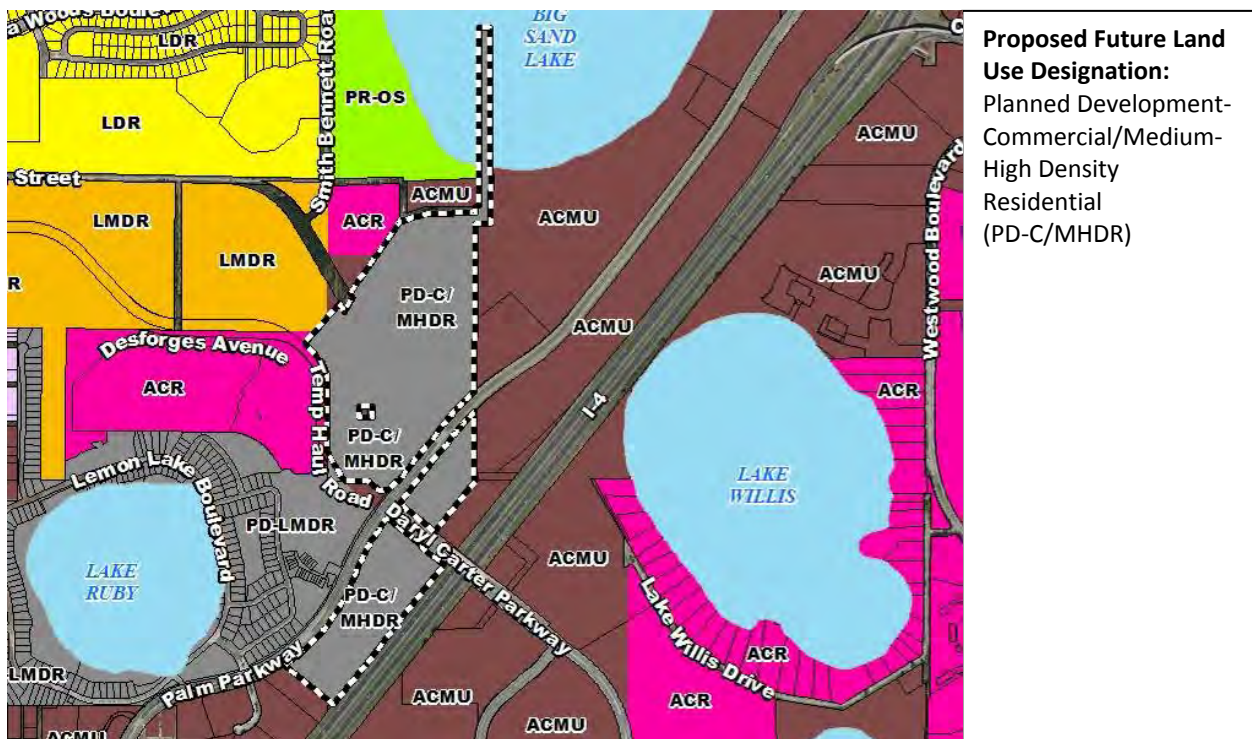 a Woods Boulevard
LDR
Smith Bennett Road
BIG
SAND
LAKE
C
PR-OS
LDR
ACMU
Street
ACMU
ACR
ACMU
LMDR
LMDR
ACMU
Westwood Boulevard
R
PD-C/
MHDR
ACMU
Desforges Avenue
ACR
Temp Haul Road
ACR
I-4
PD-C/
MHDR
Lemon Lake Boulevard
LAKE
WILLIS
PD-LMDR
Daryl Carter Parkway
LAKE
RUBY
ACMU
PD-C/
MHDR
Lake Willis Drive
ACR
LMDR
Palm Parkway
ACMU
ACR
ACMU
Proposed Future Land
Use Designation:
Planned Development-
Commercial/Medium-
High Density
Residential
(PD-C/MHDR)